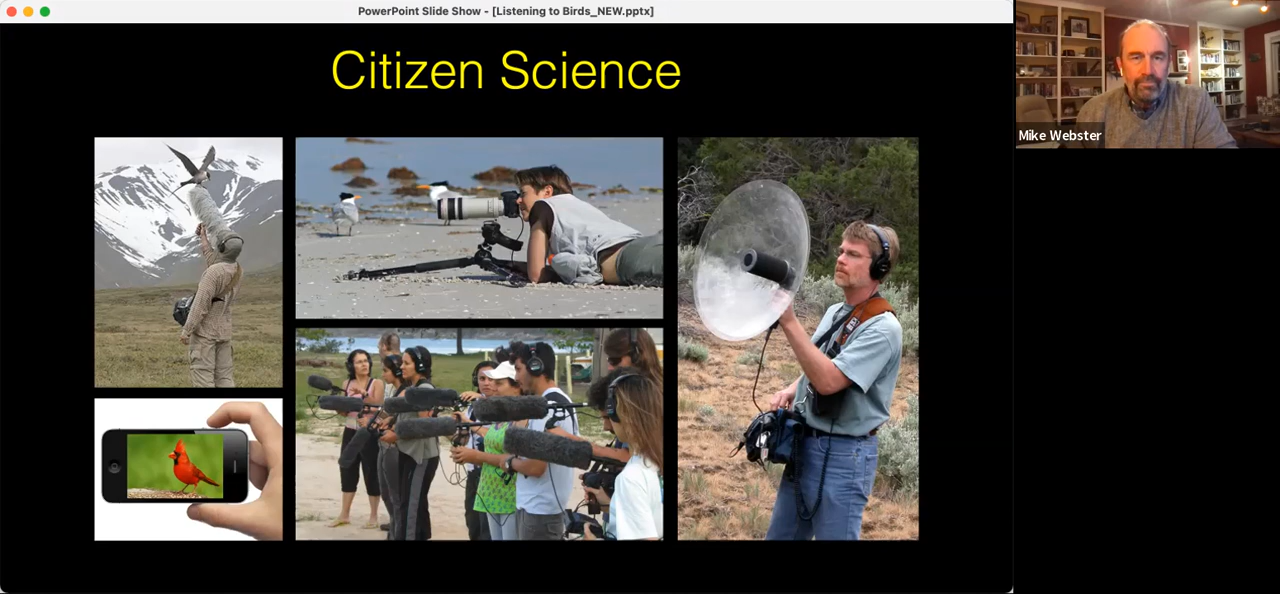 PowerPoint Slide Show - [Listening to Birds_NEW.pptx]
Citizen Science
Mike Webster